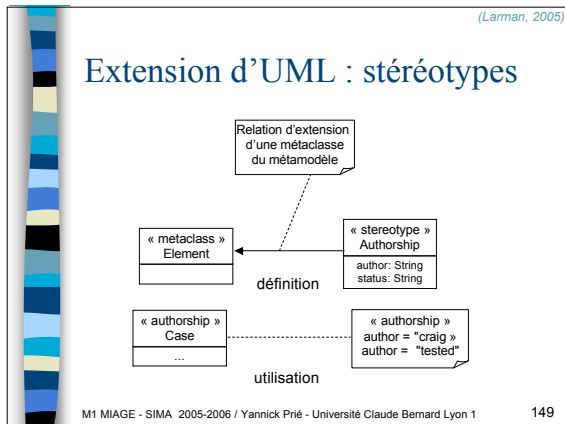 (Larman, 2005)
Extension d'UML : stéréotypes
Relation d'extension
d'une métaclasse
du métamodèle
« metaclass »
Element
« stereotype »
Authorship
author: String
status: String
définition
« authorship »
Case
...
« authorship »
author = "craig »
author = "tested"
utilisation
M1 MIAGE - SIMA 2005-2006 / Yannick Prié - Université Claude Bernard Lyon 1
149